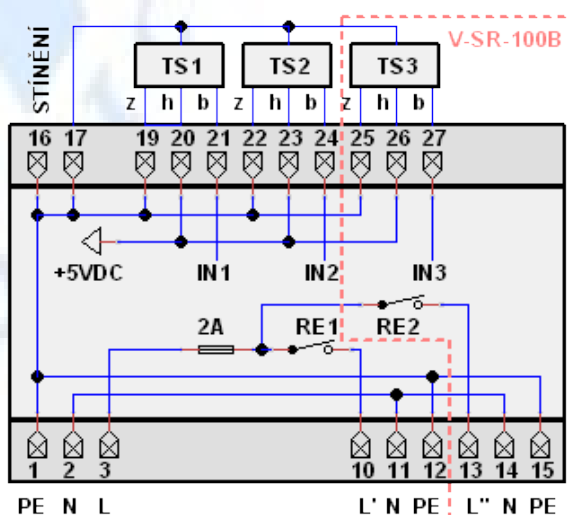 V-SR-100B
STÍNĚNÍ
TS1 TS2 TS3
z h b z h b z h b
16 17 19 20 21 22 23 24 25 26 27
+5VDC IN1 IN2 IN3
2A RE1 RE2
1 2 3 10 11 12 13 14 15
PE N L L' N PE L" N PE